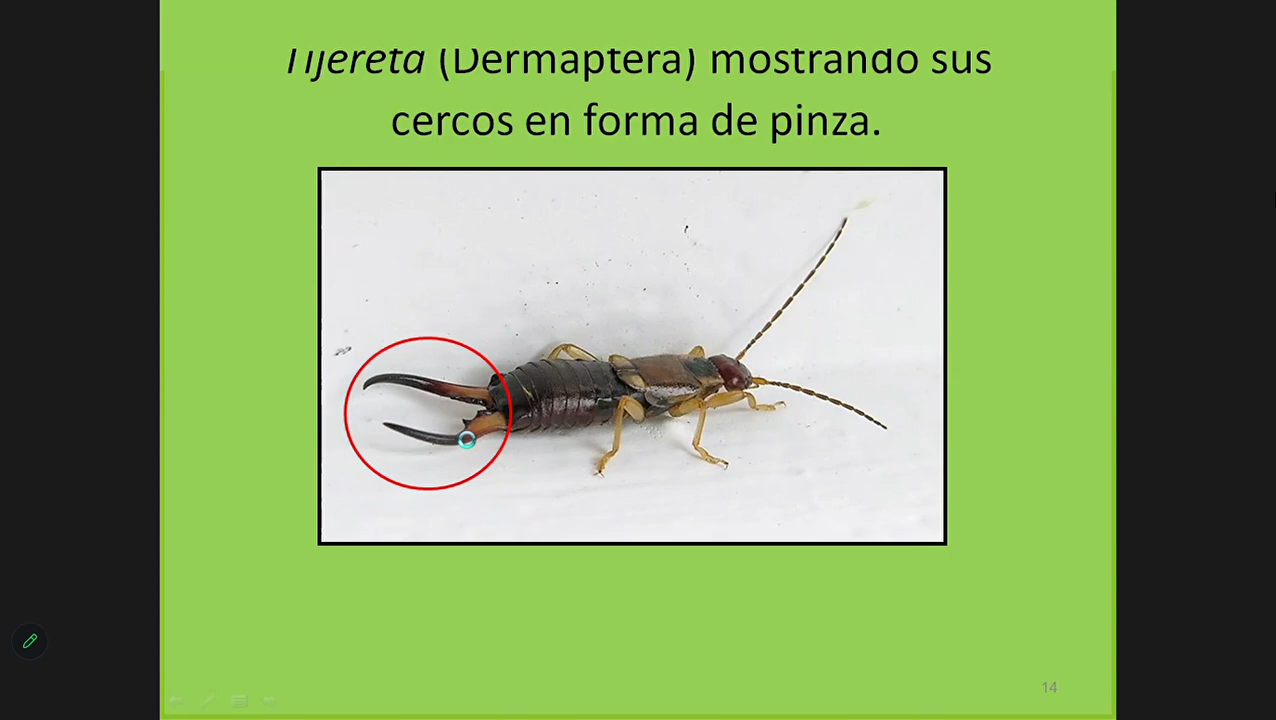 Tijereta (Dermaptera) mostrando sus
cercos en forma de pinza.
14